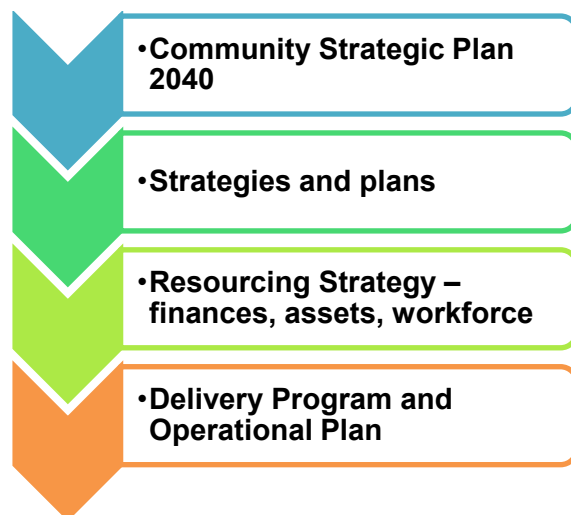 •Community Strategic Plan
2040
•Strategies and plans
•Resourcing Strategy –
finances, assets, workforce
•Delivery Program and
Operational Plan